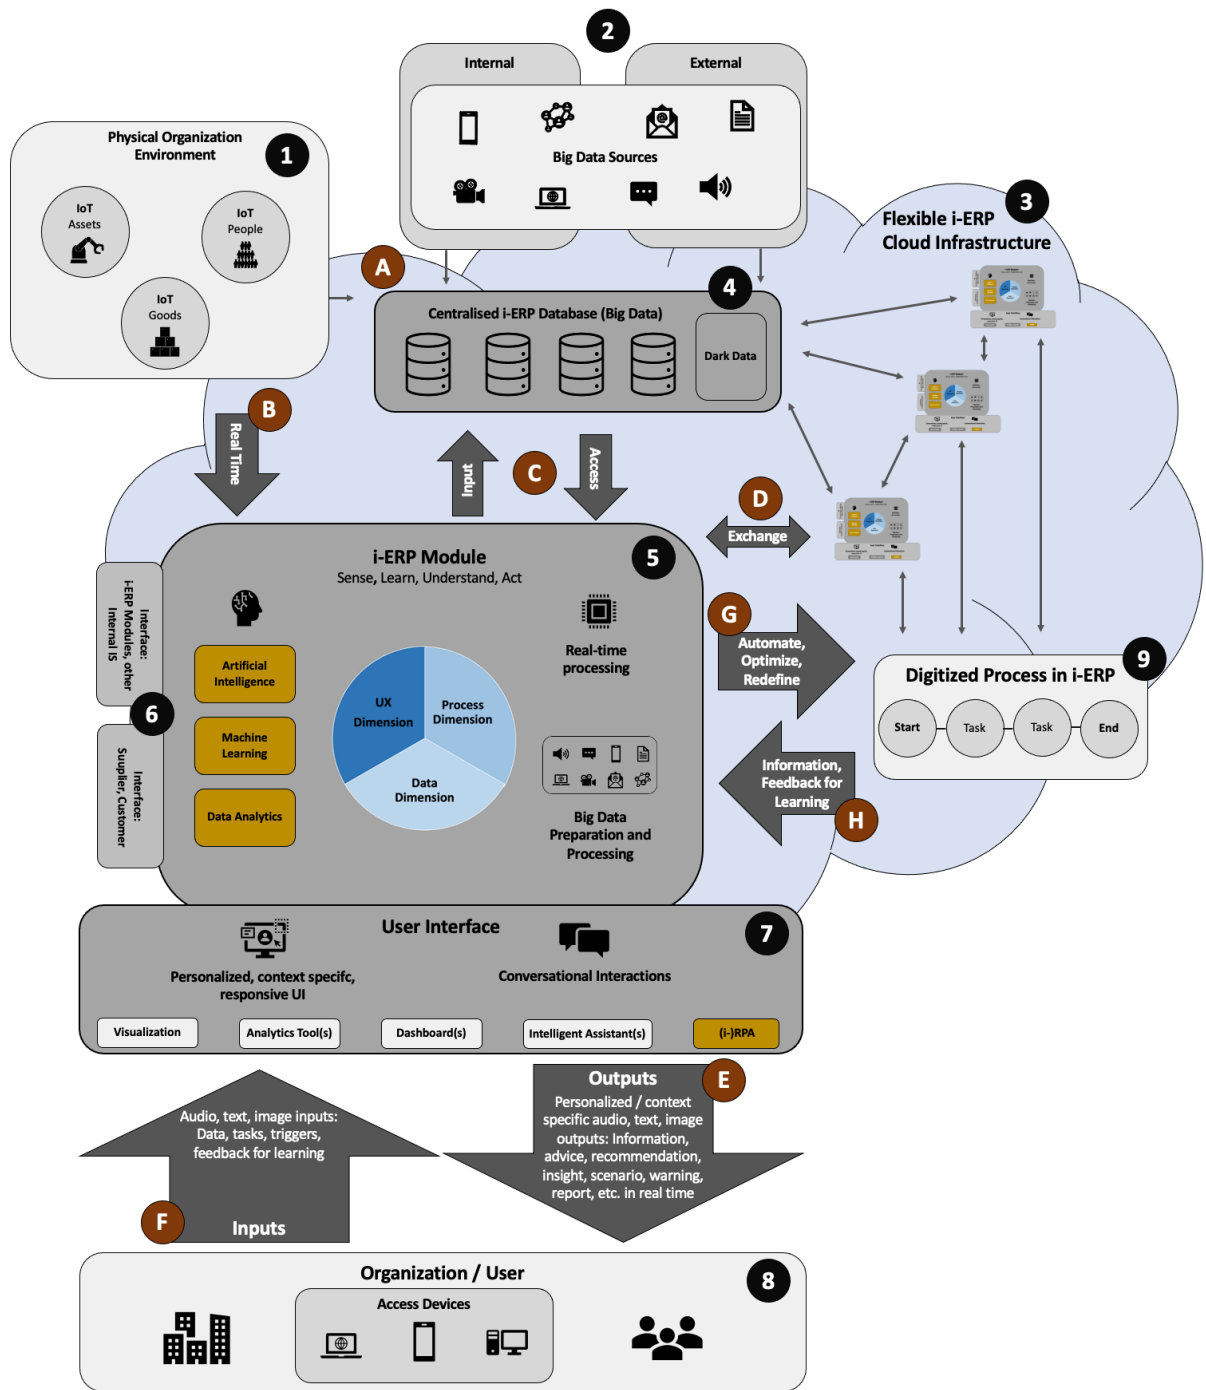 2
Internal
External
Big Data Sources
Physical Organization
Environment
1
IoT
Assets
IoT
People
IoT
Goods
3
Flexible i-ERP
Cloud Infrastructure
A
4
Centralised i-ERP Database (Big Data)
Dark Data
B
Real Time
Input
C
Access
D
Exchange
i-ERP Module
5
Sense, Learn, Understand, Act
Interface:
i-ERP Modules, other
Internal IS
6
Interface:
Suuplier, Customer
Artificial
Intelligence
Machine
Learning
Data Analytics
UX
Dimension
Process
Dimension
Data
Dimension
Real-time
processing
Big Data
Preparation and
Processing
G
Automate,
Optimize,
Redefine
9
Digitized Process in i-ERP
Start
Task
Task
End
Information,
Feedback for
Learning
H
User Interface
7
Personalized, context specifc,
responsive UI
Conversational Interactions
Visualization
Analytics Tool(s)
Dashboard(s)
Intelligent Assistant(s)
(i-)RPA
E
Outputs
Personalized / context
specific audio, text, image
outputs: Information,
advice, recommendation,
insight, scenario, warning,
report, etc. in real time
Audio, text, image inputs:
Data, tasks, triggers,
feedback for learning
F
Inputs
Organization / User
8
Access Devices